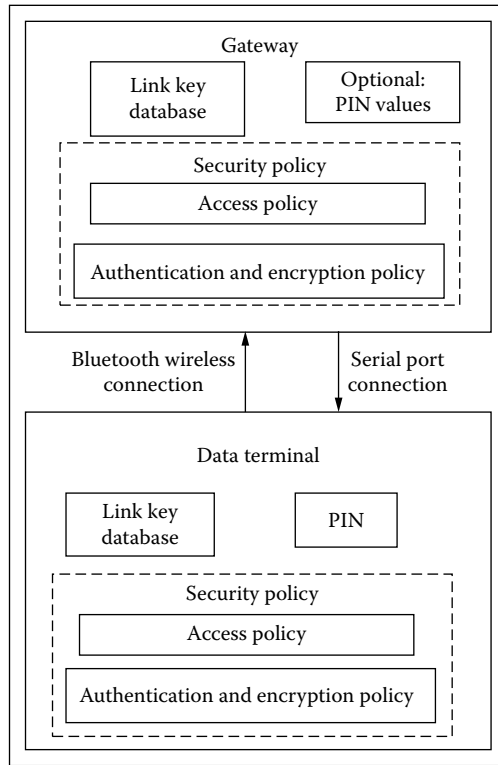 Gateway
Link key
database
Optional:
PIN values
Security policy
Access policy
Authentication and encryption policy
Bluetooth wireless
connection
Serial port
connection
Data terminal
Link key
database
PIN
Security policy
Access policy
Authentication and encryption policy